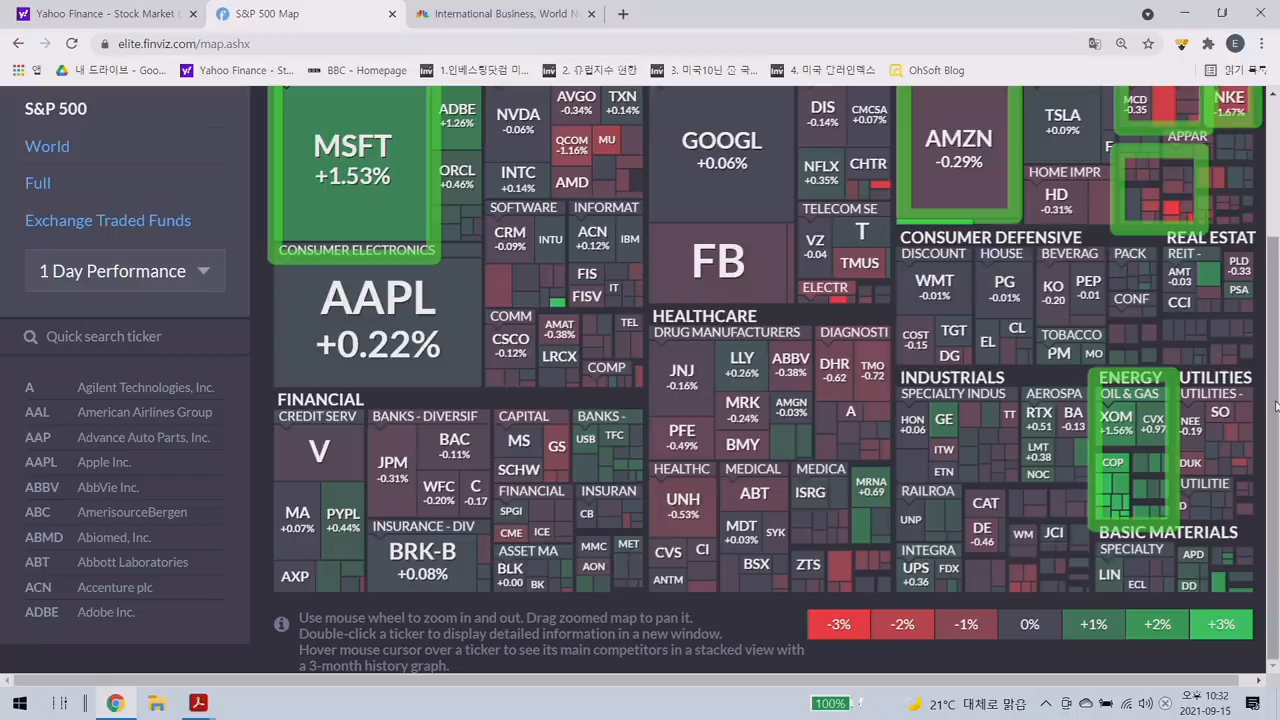 Yahoo Finance - Stock Market
S&P 500 Map
International Business, World N
elite.finviz.com/map.ashx
E
앱
내 드라이브 - Goo...
Yahoo Finance - St...
BBC - Homepage
1.인베스팅닷컴 미...
2. 유럽지수 현황
3. 미국10년 존 국...
4. 미국 달러인덱스
OhSoft Blog
읽기 목록
S&P 500
World
Full
Exchange Traded Funds
1 Day Performance
Quick search ticker
A Agilent Technologies, Inc.
AAL American Airlines Group
AAP Advance Auto Parts, Inc.
AAPL Apple Inc.
ABBV AbbVie Inc.
ABC AmerisourceBergen
ABMD Abiomed, Inc.
ABT Abbott Laboratories
ACN Accenture plc
ADBE Adobe Inc.
MSFT
+1.53%
ADBE
+1.26%
ORCL
+0.46%
CONSUMER ELECTRONICS
AAPL
+0.22%
NVDA
-0.06%
INTC
+0.14%
AVGO
-0.34%
TXN
+0.14%
QCOM
-1.16%
MU
AMD
SOFTWARE
CRM
-0.09%
INTU
INFORMAT
ACN
+0.12%
IBM
FIS
FISV
IT
COMM
CSCO
-0.12%
AMAT
-0.38%
LRCX
TEL
COMP
GOOGL
+0.06%
FB
DIS
-0.14%
CMCSA
+0.07%
NFLX
+0.35%
CHTR
TELECOM SE
VZ
-0.04
T
TMUS
ELECTR
AMZN
-0.29%
TSLA
+0.09%
F
MCD
-0.35
NKE
-1.67%
APPAR
HOME IMPR
HD
-0.31%
FINANCIAL
CREDIT SERV
V
MA
+0.07%
PYPL
+0.44%
AXP
BANKS - DIVERSIF
JPM
-0.31%
BAC
-0.11%
WFC
-0.20%
C
-0.17
INSURANCE - DIV
BRK-B
+0.08%
CAPITAL
MS
GS
SCHW
BANKS -
USB
TFC
FINANCIAL
SPGI
CME
ICE
INSURAN
CB
MMC
MET
AON
ASSET MA
BLK
+0.00
BK
HEALTHCARE
DRUG MANUFACTURERS
JNJ
-0.16%
LLY
+0.26%
ABBV
-0.38%
PFE
-0.49%
MRK
-0.24%
AMGN
-0.03%
BMY
DIAGNOSTI
DHR
-0.62
TMO
-0.72
A
HEALTHC
UNH
-0.53%
CVS
CI
ANTM
MEDICAL
ABT
MDT
+0.03%
SYK
BSX
MEDICA
ISRG
MRNA
+0.69
ZTS
CONSUMER DEFENSIVE
DISCOUNT
WMT
-0.01%
COST
-0.15
TGT
DG
HOUSE
PG
-0.01%
EL
CL
BEVERAG
KO
-0.20
PEP
-0.01
PACK
CONF
TOBACCO
PM
MO
REAL ESTAT
REIT -
AMT
-0.03
PLD
-0.33
PSA
CCI
INDUSTRIALS
SPECIALTY INDUS
HON
+0.06
GE
TT
ITW
ETN
AEROSPA
RTX
+0.51
BA
-0.13
LMT
+0.38
NOC
RAILROA
UNP
CAT
DE
-0.46
WM
JCI
INTEGRA
UPS
+0.36
FDX
ENERGY
OIL & GAS
XOM
+1.56%
CVX
+0.97
COP
UTILITIES
UTILITIES -
NEE
-0.19
SO
DUK
UTILITIE
D
BASIC MATERIALS
SPECIALTY
LIN
ECL
APD
DD
Use mouse wheel to zoom in and out. Drag zoomed map to pan it.
Double-click a ticker to display detailed information in a new window.
Hover mouse cursor over a ticker to see its main competitors in a stacked view with
a 3-month history graph.
-3% -2% -1% 0% +1% +2% +3%
100%
21°C 대체로 맑음
오후 10:32
2021-09-15